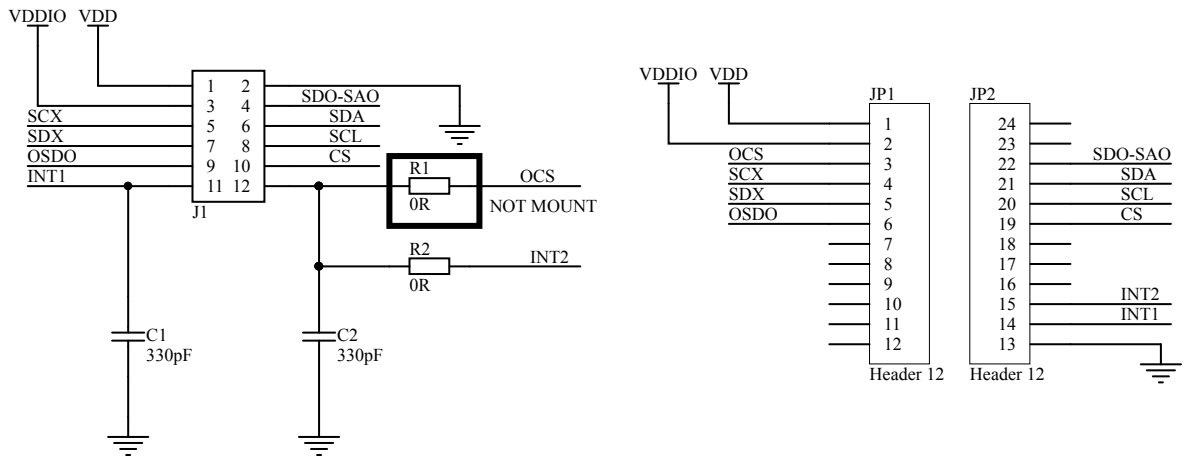 VDDIO VDD
1 2
3 4 SDO-SAO
SCX 5 6 SDA
SDX 7 8 SCL
OSDO 9 10 CS
INT1 11 12
J1
R1
0R
OCS
NOT MOUNT
R2
0R
INT2
C1
330pF
C2
330pF
VDDIO VDD
JP1
1
2
OCS 3
SCX 4
SDX 5
OSDO 6
7
8
9
10
11
12
Header 12
JP2
24
23
22 SDO-SAO
21 SDA
20 SCL
19 CS
18
17
16
15 INT2
14 INT1
13
Header 12